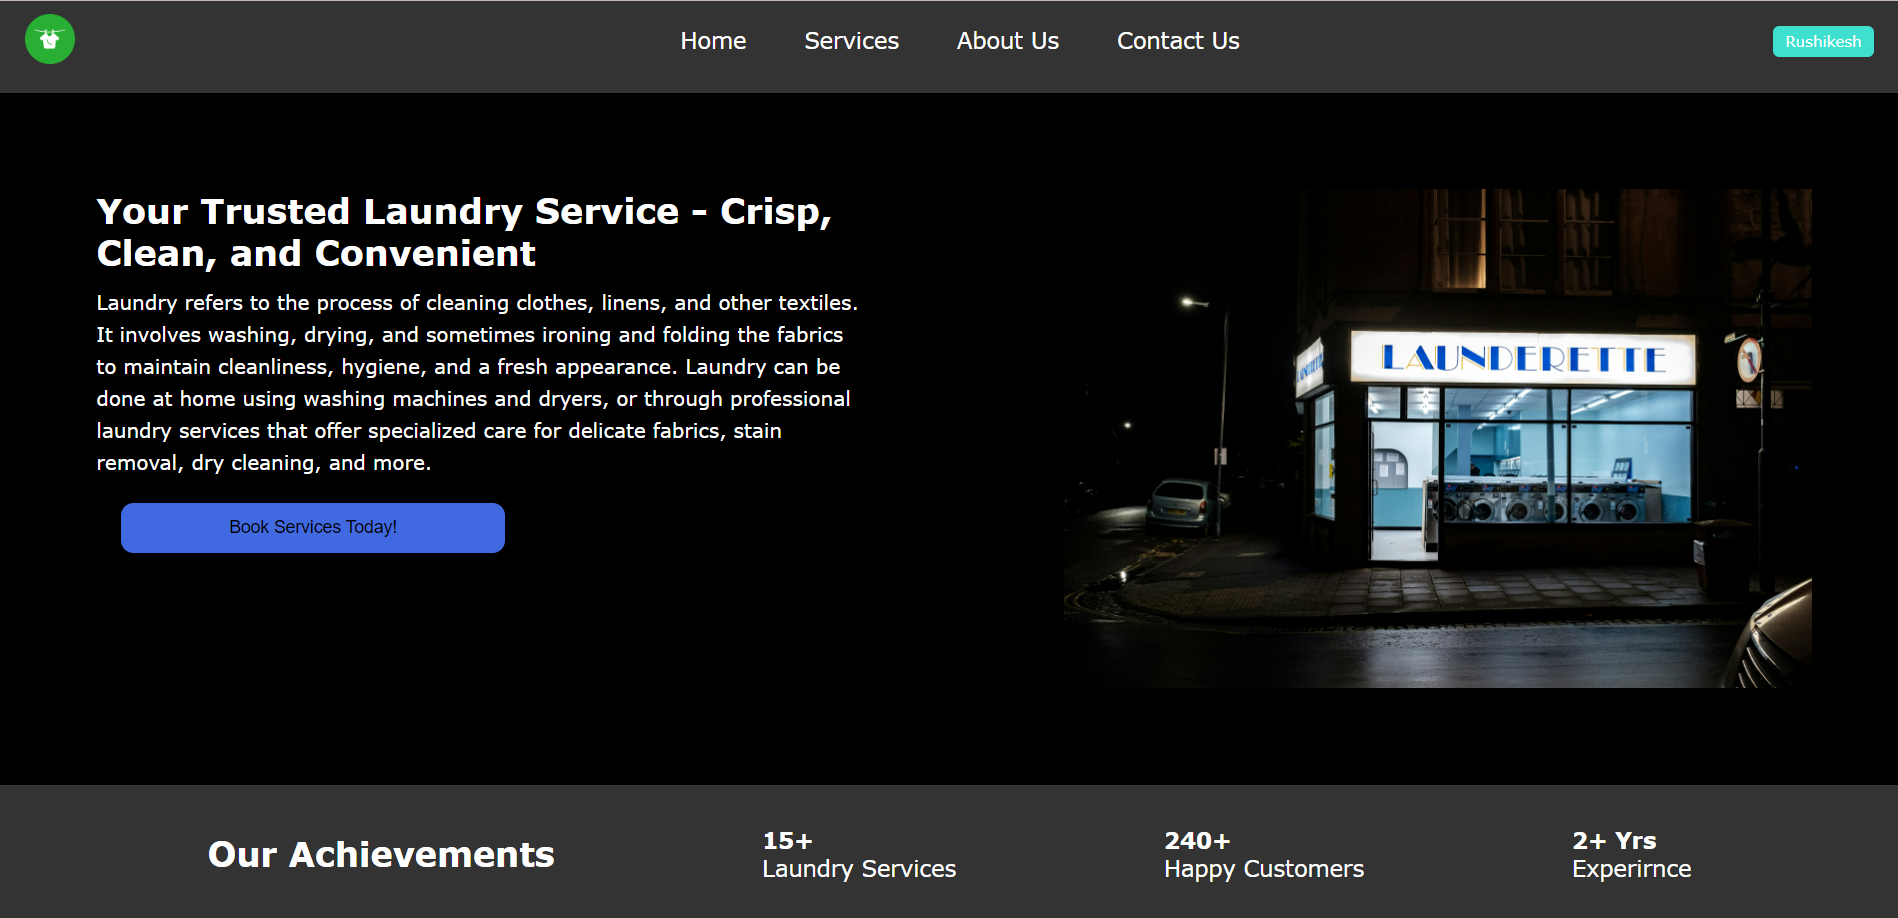 Home Services About Us Contact Us Rushikesh
Your Trusted Laundry Service - Crisp,
Clean, and Convenient
Laundry refers to the process of cleaning clothes, linens, and other textiles.
It involves washing, drying, and sometimes ironing and folding the fabrics
to maintain cleanliness, hygiene, and a fresh appearance. Laundry can be
done at home using washing machines and dryers, or through professional
laundry services that offer specialized care for delicate fabrics, stain
removal, dry cleaning, and more.
Book Services Today!
LAUNDERETTE
Our Achievements
15+
Laundry Services
240+
Happy Customers
2+ Yrs
Experirnce